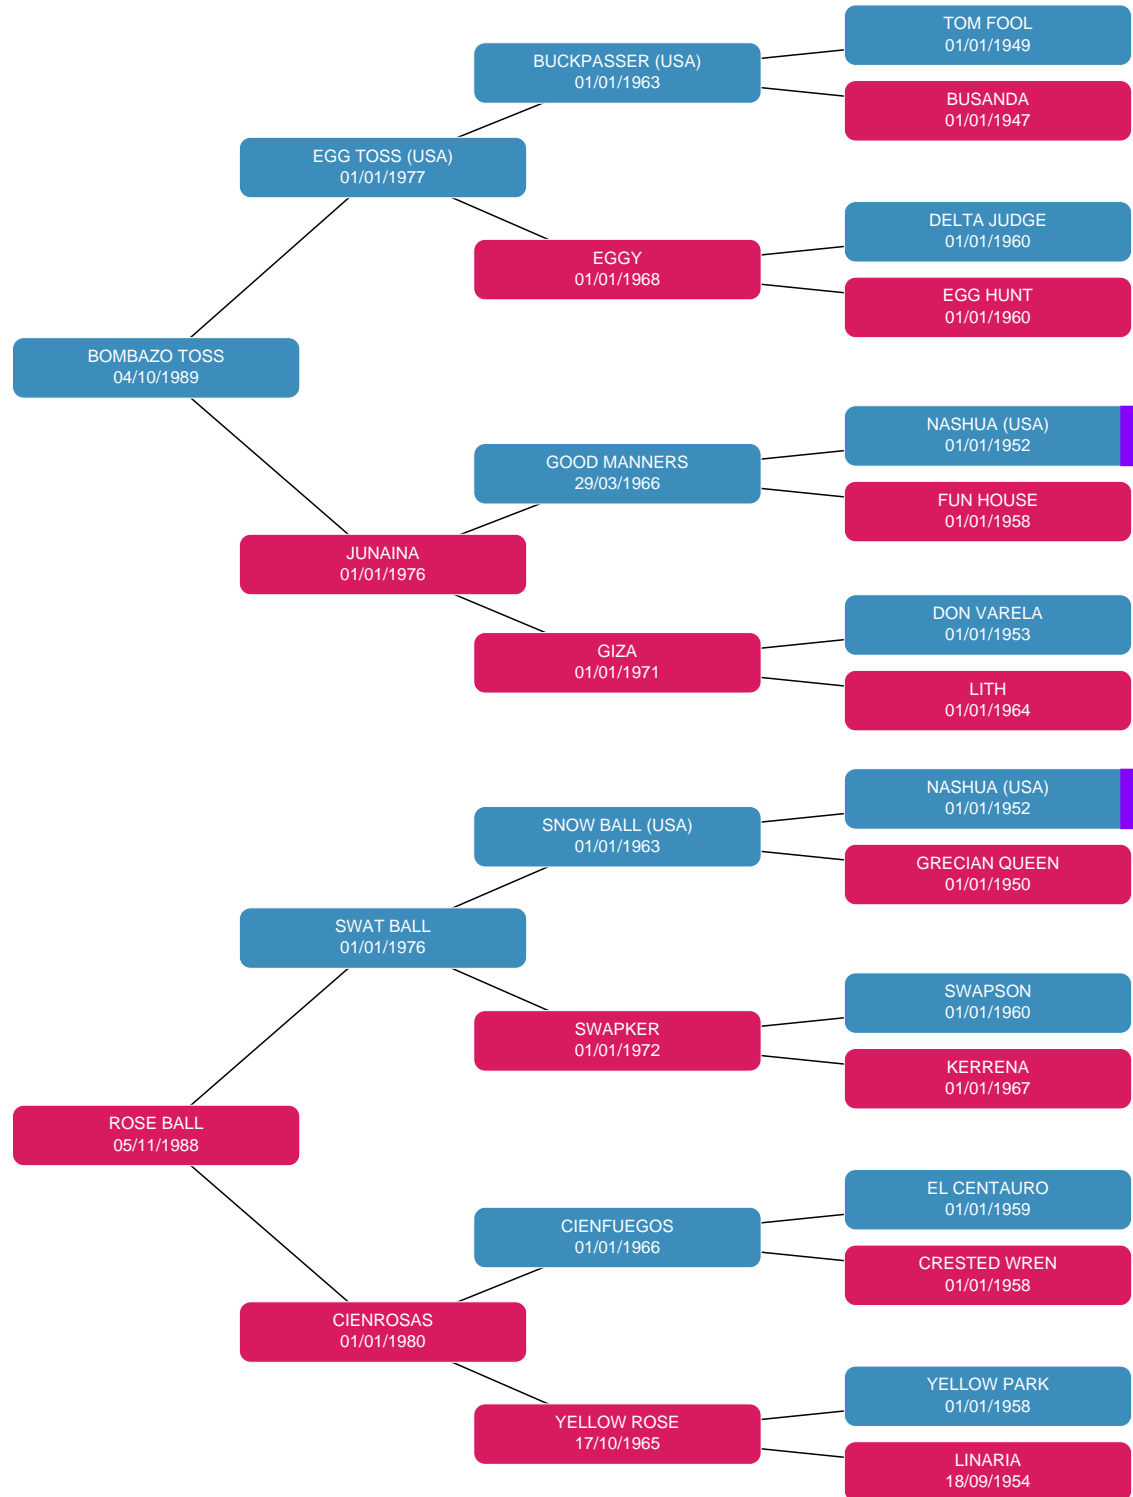 TOM FOOL
01/01/1949
BUCKPASSER (USA)
01/01/1963
BUSANDA
01/01/1947
EGG TOSS (USA)
01/01/1977
DELTA JUDGE
01/01/1960
EGGY
01/01/1968
EGG HUNT
01/01/1960
BOMBAZO TOSS
04/10/1989
NASHUA (USA)
01/01/1952
GOOD MANNERS
29/03/1966
FUN HOUSE
01/01/1958
JUNAINA
01/01/1976
DON VARELA
01/01/1953
GIZA
01/01/1971
LITH
01/01/1964
NASHUA (USA)
01/01/1952
SNOW BALL (USA)
01/01/1963
GRECIAN QUEEN
01/01/1950
SWAT BALL
01/01/1976
SWAPSON
01/01/1960
SWAPKER
01/01/1972
KERRENA
01/01/1967
ROSE BALL
05/11/1988
EL CENTAURO
01/01/1959
CIENFUEGOS
01/01/1966
CRESTED WREN
01/01/1958
CIENROSAS
01/01/1980
YELLOW PARK
01/01/1958
YELLOW ROSE
17/10/1965
LINARIA
18/09/1954